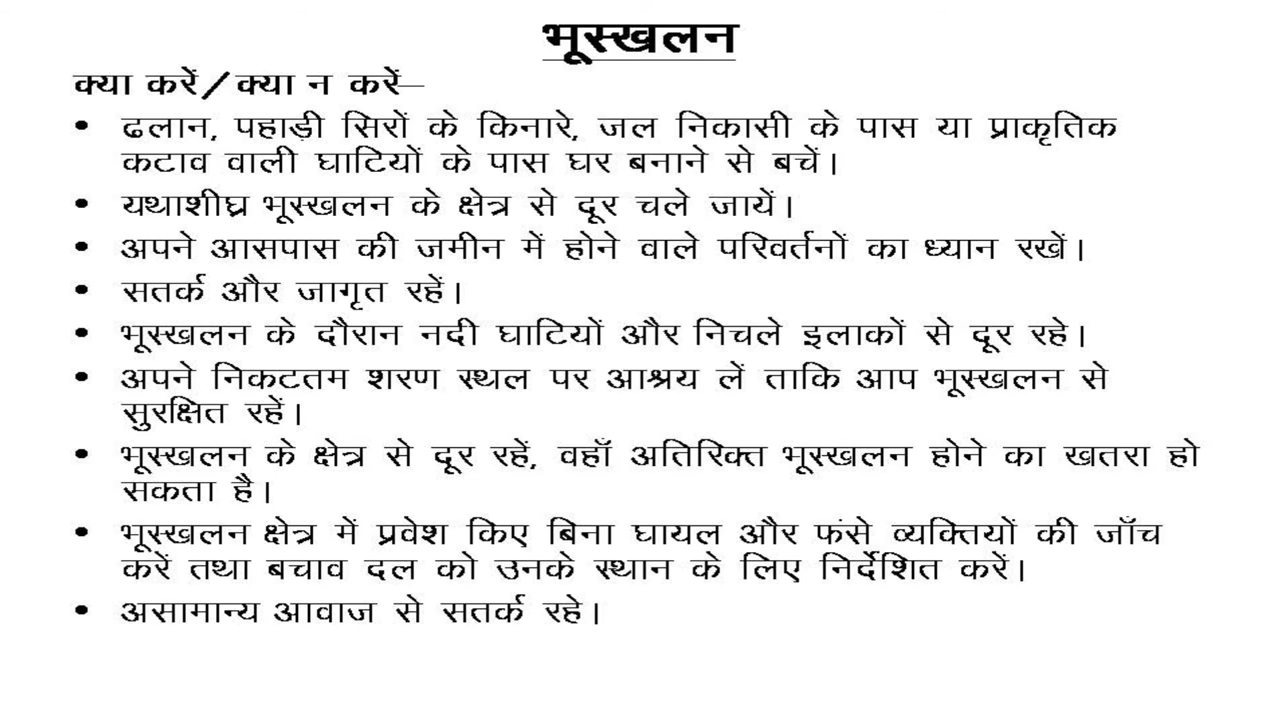 भूस्खलन
क्या करें/क्या न करें–
• ढलान, पहाड़ी सिरों के किनारे, जल निकासी के पास या प्राकृतिक
कटाव वाली घाटियों के पास घर बनाने से बचें।
• यथाशीघ्र भूस्खलन के क्षेत्र से दूर चले जायें।
• अपने आसपास की जमीन में होने वाले परिवर्तनों का ध्यान रखें।
• सतर्क और जागृत रहें।
• भूस्खलन के दौरान नदी घाटियों और निचले इलाकों से दूर रहे।
• अपने निकटतम शरण स्थल पर आश्रय लें ताकि आप भूस्खलन से
सुरक्षित रहें।
• भूस्खलन के क्षेत्र से दूर रहें, वहाँ अतिरिक्त भूस्खलन होने का खतरा हो
सकता है।
• भूस्खलन क्षेत्र में प्रवेश किए बिना घायल और फंसे व्यक्तियों की जाँच
करें तथा बचाव दल को उनके स्थान के लिए निर्देशित करें।
• असामान्य आवाज से सतर्क रहे।